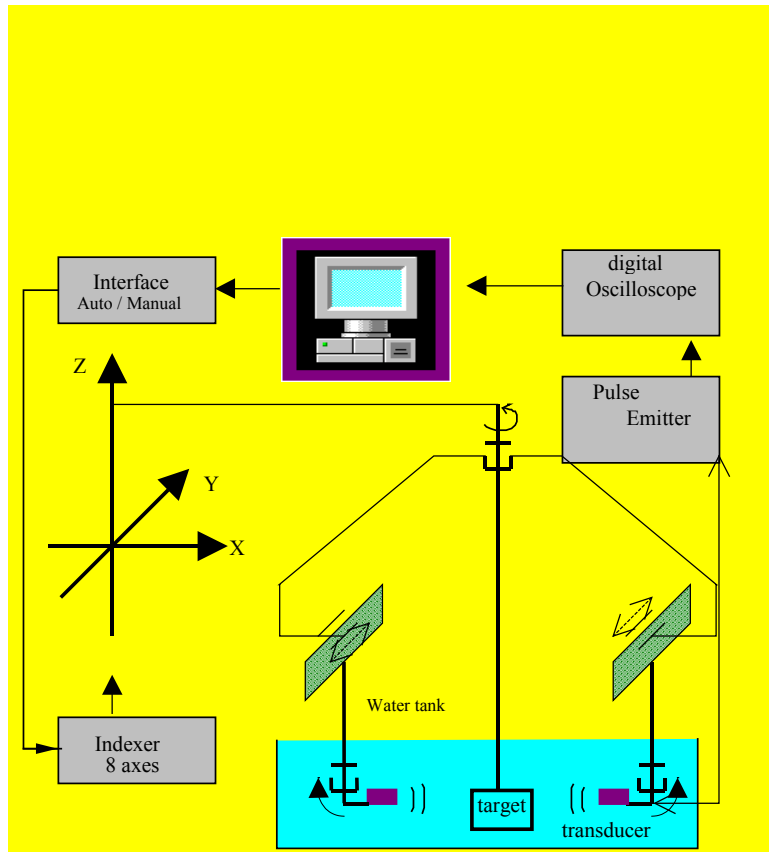 Interface
Auto / Manual
digital
Oscilloscope
Z
Pulse
Emitter
Y
X
Water tank
Indexer
8 axes
target
transducer